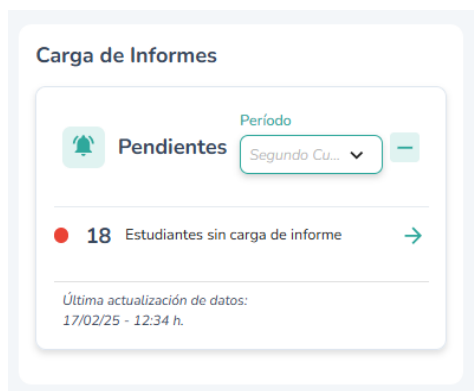 Carga de Informes
Período
Pendientes
Segundo Cu...
18 Estudiantes sin carga de informe
Última actualización de datos:
17/02/25 - 12:34 h.